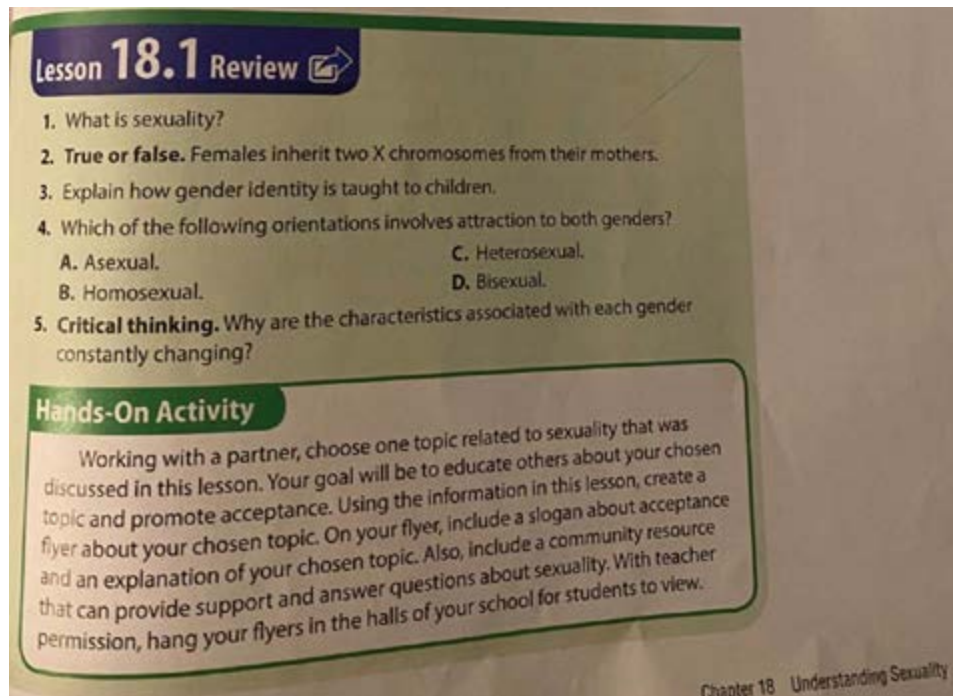 Lesson 18.1 Review
1. What is sexuality?
2. True or false. Females inherit two X chromosomes from their mothers.
3. Explain how gender identity is taught to children.
4. Which of the following orientations involves attraction to both genders?
A. Asexual.
B. Homosexual.
C. Heterosexual.
D. Bisexual.
5. Critical thinking. Why are the characteristics associated with each gender
constantly changing?
Hands-On Activity
Working with a partner, choose one topic related to sexuality that was
discussed in this lesson. Your goal will be to educate others about your chosen
topic and promote acceptance. Using the information in this lesson, create a
flyer about your chosen topic. On your flyer, include a slogan about acceptance
and an explanation of your chosen topic. Also, include a community resource
that can provide support and answer questions about sexuality. With teacher
permission, hang your flyers in the halls of your school for students to view.
Chapter 18 Understanding Sexuality